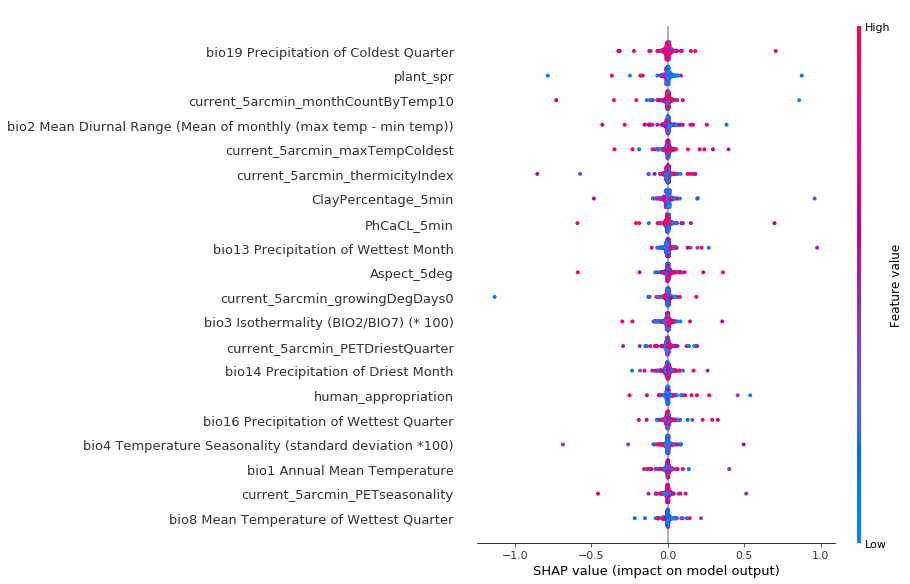 High
bio19 Precipitation of Coldest Quarter
plant_spr
current_5arcmin_monthCountByTemp10
bio2 Mean Diurnal Range (Mean of monthly (max temp - min temp))
current_5arcmin_maxTempColdest
current_5arcmin_thermicityIndex
ClayPercentage_5min
PhCaCL_5min
bio13 Precipitation of Wettest Month
Aspect_5deg
current_5arcmin_growingDegDays0
bio3 Isothermality (BIO2/BIO7) (* 100)
current_5arcmin_PETDriestQuarter
bio14 Precipitation of Driest Month
human_appropriation
bio16 Precipitation of Wettest Quarter
bio4 Temperature Seasonality (standard deviation *100)
bio1 Annual Mean Temperature
current_5arcmin_PETseasonality
bio8 Mean Temperature of Wettest Quarter
Feature value
Low
−1.0 −0.5 0.0 0.5 1.0
SHAP value (impact on model output)